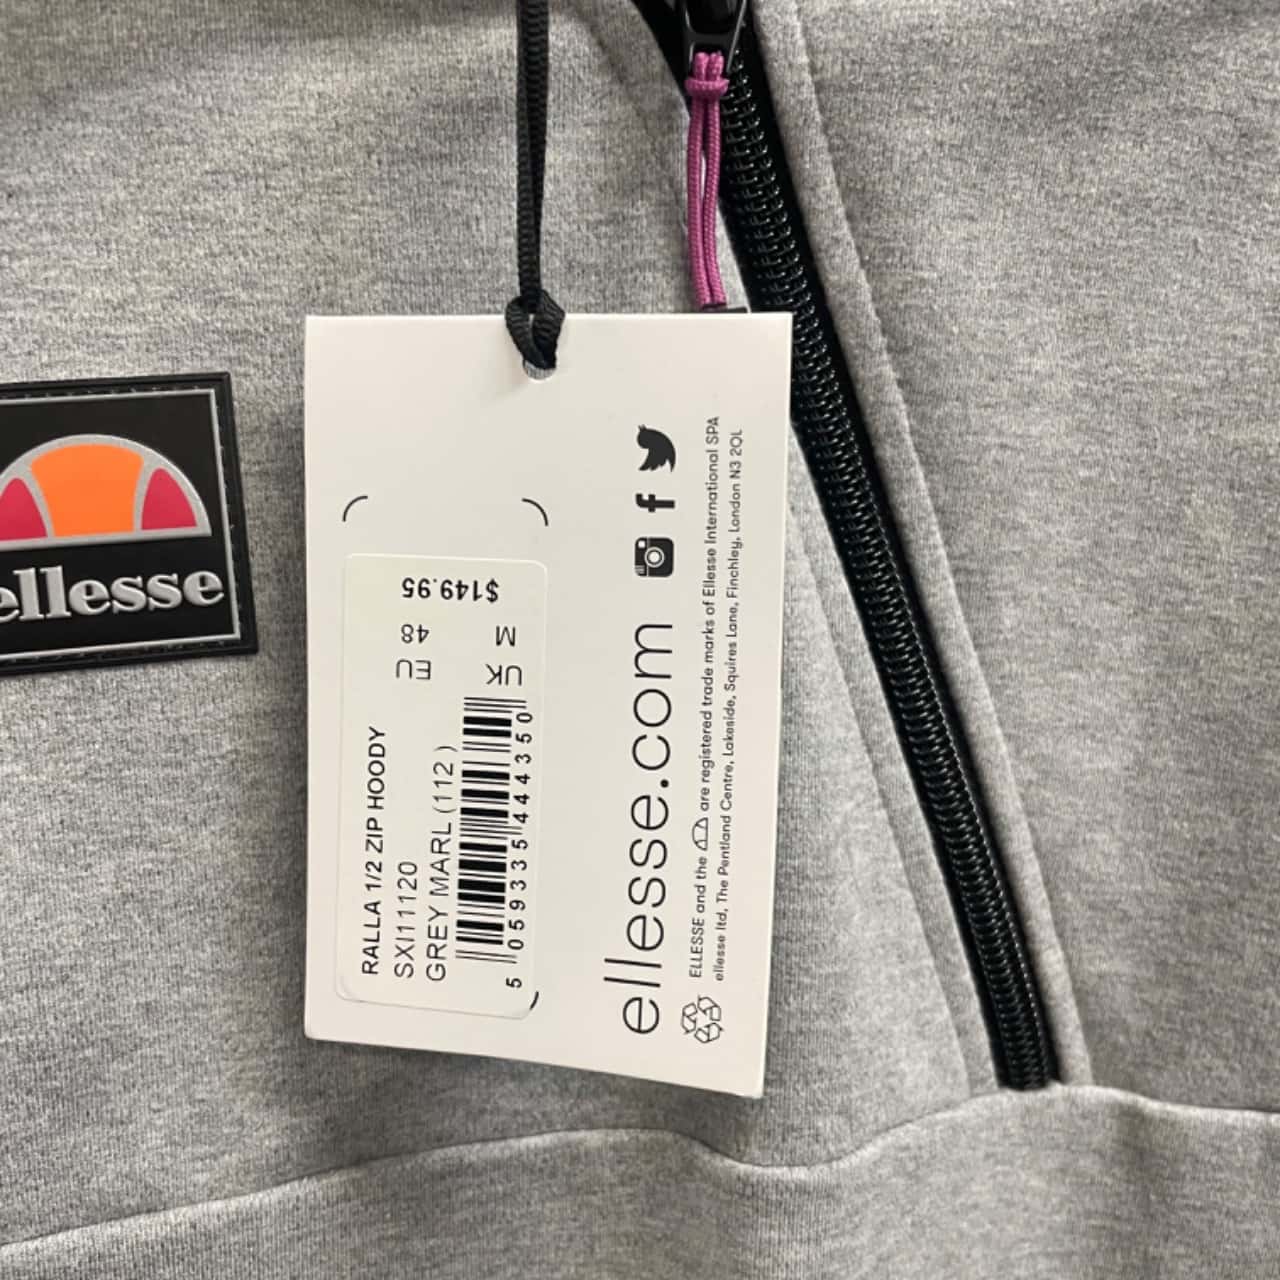 ellesse
$149.95
UK EU
M 48
RALLA 1/2 ZIP HOODY
SXI11120
GREY MARL (112)
5 059335 444350
ellesse.com
ELLESSE and the are registered trade marks of Ellesse International SPA
ellesse ltd, The Pentland Centre, Lakeside, Squires Lane, Finchley, London N3 2QL